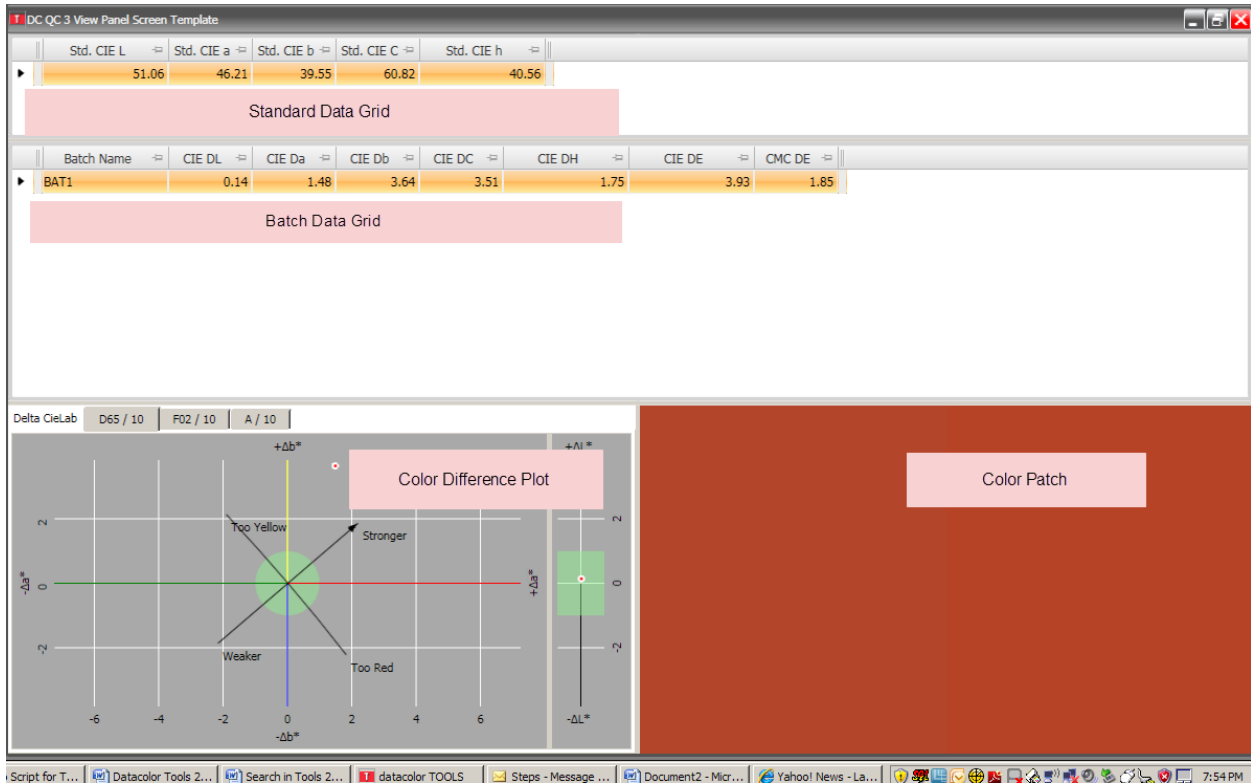 DC QC 3 View Panel Screen Template
Std. CIE L Std. CIE a Std. CIE b Std. CIE C Std. CIE h
51.06 46.21 39.55 60.82 40.56
Standard Data Grid
Batch Name CIE DL CIE Da CIE Db CIE DC CIE DH CIE DE CMC DE
BAT1 0.14 1.48 3.64 3.51 1.75 3.93 1.85
Batch Data Grid
Delta CieLab D65 / 10 F02 / 10 A / 10
+Δb* +ΔL*
Color Difference Plot
Color Patch
2 2
Too Yellow
Stronger
-Δa* 0 +Δa* 0
-2 -2
Weaker
Too Red
-6 -4 -2 0 2 4 6 -ΔL*
-Δb*
Script for T... Datacolor Tools 2... Search in Tools 2... datacolor TOOLS Steps - Message ... Document2 - Micr... Yahoo! News - La... 7:54 PM